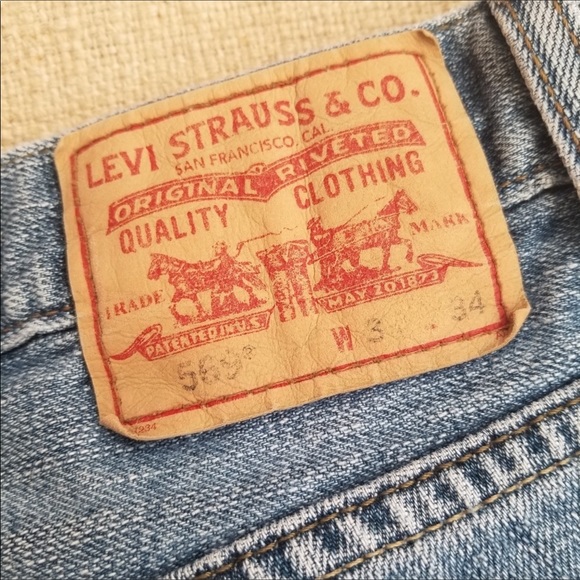 LEVI STRAUSS & CO.
SAN FRANCISCO, CAL.
ORIGINAL RIVETED
QUALITY CLOTHING
TRADE MARK
PATENTED IN U.S. MAY 20 1873
569 W 3 34